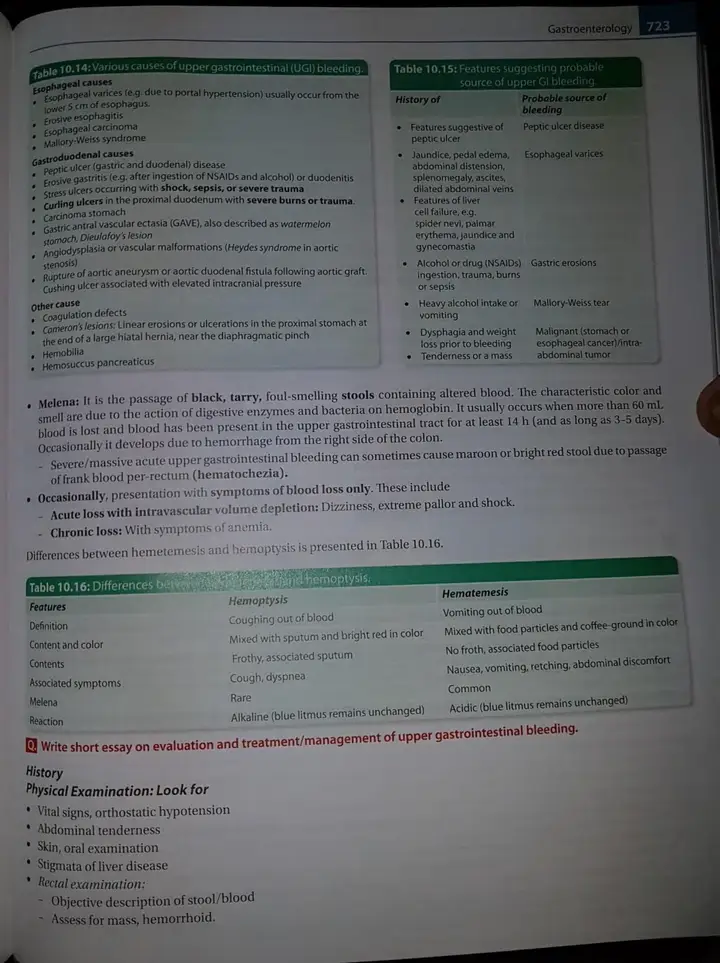 Gastroenterology 723
Table 10.14: Various causes of upper gastrointestinal (UGI) bleeding.
Esophageal causes
• Esophageal varices (e.g. due to portal hypertension) usually occur from the
lower 5 cm of esophagus.
• Erosive esophagitis
• Esophageal carcinoma
• Mallory-Weiss syndrome
Gastroduodenal causes
• Peptic ulcer (gastric and duodenal) disease
• Erosive gastritis (e.g. after ingestion of NSAIDs and alcohol) or duodenitis
• Stress ulcers occurring with shock, sepsis, or severe trauma
• Curling ulcers in the proximal duodenum with severe burns or trauma.
• Carcinoma stomach
• Gastric antral vascular ectasia (GAVE), also described as watermelon
stomach, Dieulafoy's lesion
• Angiodysplasia or vascular malformations (Heydes syndrome in aortic
stenosis)
• Rupture of aortic aneurysm or aortic duodenal fistula following aortic graft.
Cushing ulcer associated with elevated intracranial pressure
Other cause
• Coagulation defects
• Cameron's lesions: Linear erosions or ulcerations in the proximal stomach at
the end of a large hiatal hernia, near the diaphragmatic pinch
• Hemobilia
• Hemosuccus pancreaticus
Table 10.15: Features suggesting probable
source of upper GI bleeding.
History of Probable source of
bleeding
• Features suggestive of Peptic ulcer disease
peptic ulcer
• Jaundice, pedal edema, Esophageal varices
abdominal distension,
splenomegaly, ascites,
dilated abdominal veins
• Features of liver
cell failure, e.g.
spider nevi, palmar
erythema, jaundice and
gynecomastia
• Alcohol or drug (NSAIDs) Gastric erosions
ingestion, trauma, burns
or sepsis
• Heavy alcohol intake or Mallory-Weiss tear
vomiting
• Dysphagia and weight Malignant (stomach or
loss prior to bleeding esophageal cancer)/intra-
• Tenderness or a mass abdominal tumor
• Melena: It is the passage of black, tarry, foul-smelling stools containing altered blood. The characteristic color and
smell are due to the action of digestive enzymes and bacteria on hemoglobin. It usually occurs when more than 60 mL
blood is lost and blood has been present in the upper gastrointestinal tract for at least 14 h (and as long as 3–5 days).
Occasionally it develops due to hemorrhage from the right side of the colon.
– Severe/massive acute upper gastrointestinal bleeding can sometimes cause maroon or bright red stool due to passage
of frank blood per-rectum (hematochezia).
• Occasionally, presentation with symptoms of blood loss only. These include
– Acute loss with intravascular volume depletion: Dizziness, extreme pallor and shock.
– Chronic loss: With symptoms of anemia.
Differences between hemetemesis and hemoptysis is presented in Table 10.16.
Table 10.16: Differences between and hemoptysis.
Features Hemoptysis Hematemesis
Definition Coughing out of blood Vomiting out of blood
Content and color Mixed with sputum and bright red in color Mixed with food particles and coffee-ground in color
Contents Frothy, associated sputum No froth, associated food particles
Associated symptoms Cough, dyspnea Nausea, vomiting, retching, abdominal discomfort
Melena Rare Common
Reaction Alkaline (blue litmus remains unchanged) Acidic (blue litmus remains unchanged)
Q. Write short essay on evaluation and treatment/management of upper gastrointestinal bleeding.
History
Physical Examination: Look for
• Vital signs, orthostatic hypotension
• Abdominal tenderness
• Skin, oral examination
• Stigmata of liver disease
• Rectal examination:
– Objective description of stool/blood
– Assess for mass, hemorrhoid.